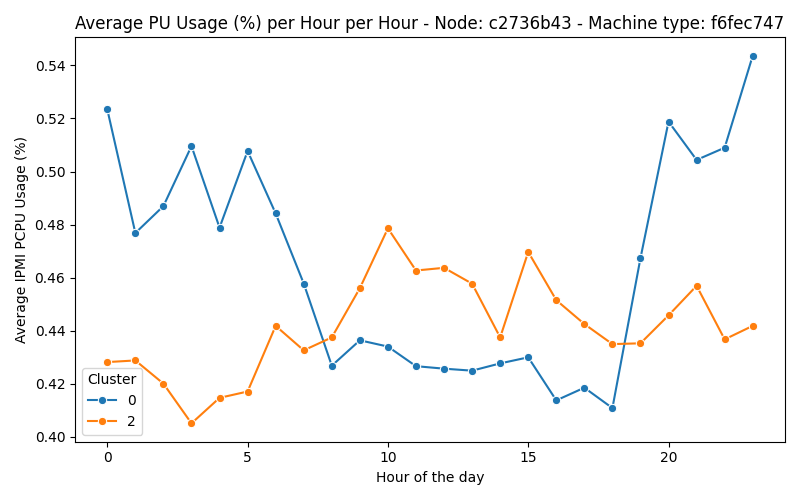 Average PU Usage (%) per Hour per Hour - Node: c2736b43 - Machine type: f6fec747
Average IPMI PCPU Usage (%)
0.54
0.52
0.50
0.48
0.46
0.44
0.42
0.40
Cluster
0
2
0 5 10 15 20
Hour of the day